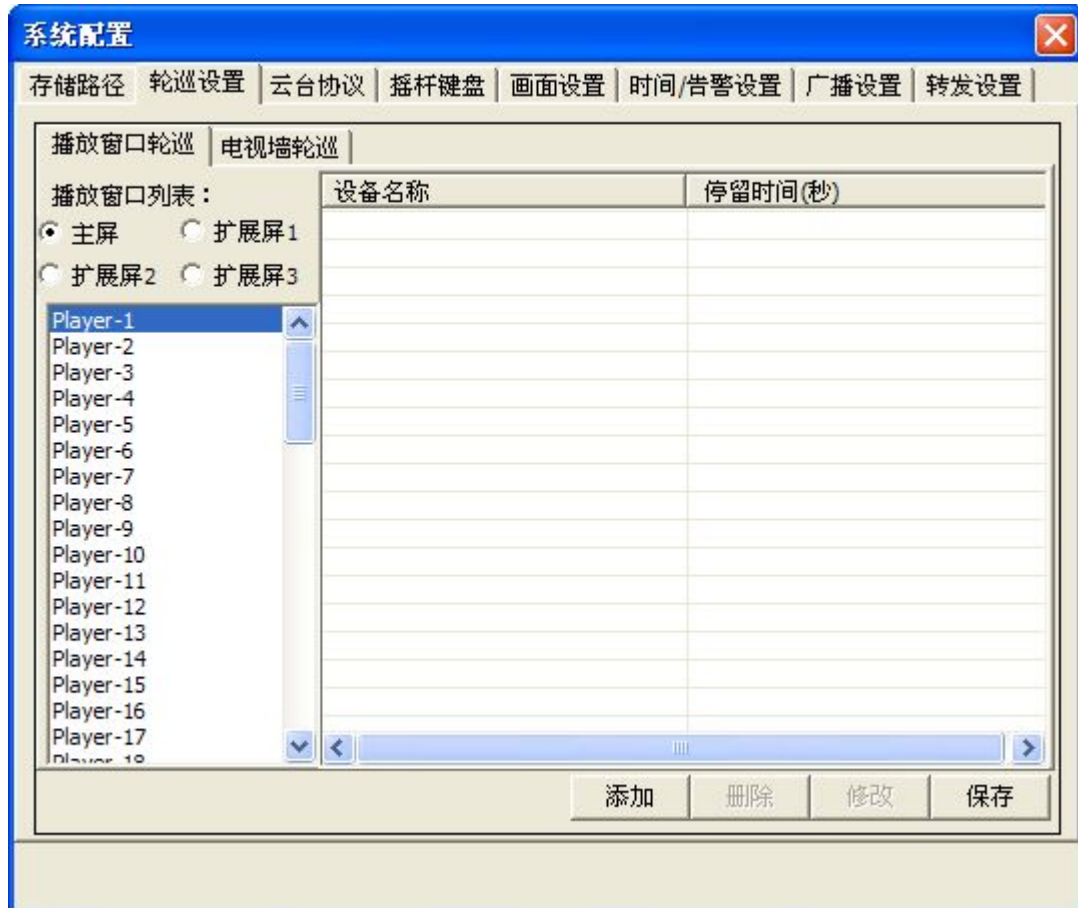 系统配置
存储路径 轮巡设置 云台协议 摇杆键盘 画面设置 时间/告警设置 广播设置 转发设置
播放窗口轮巡 电视墙轮巡
播放窗口列表：
主屏 扩展屏1
扩展屏2 扩展屏3
设备名称 停留时间(秒)
Player-1
Player-2
Player-3
Player-4
Player-5
Player-6
Player-7
Player-8
Player-9
Player-10
Player-11
Player-12
Player-13
Player-14
Player-15
Player-16
Player-17
Player-18
添加 删除 修改 保存